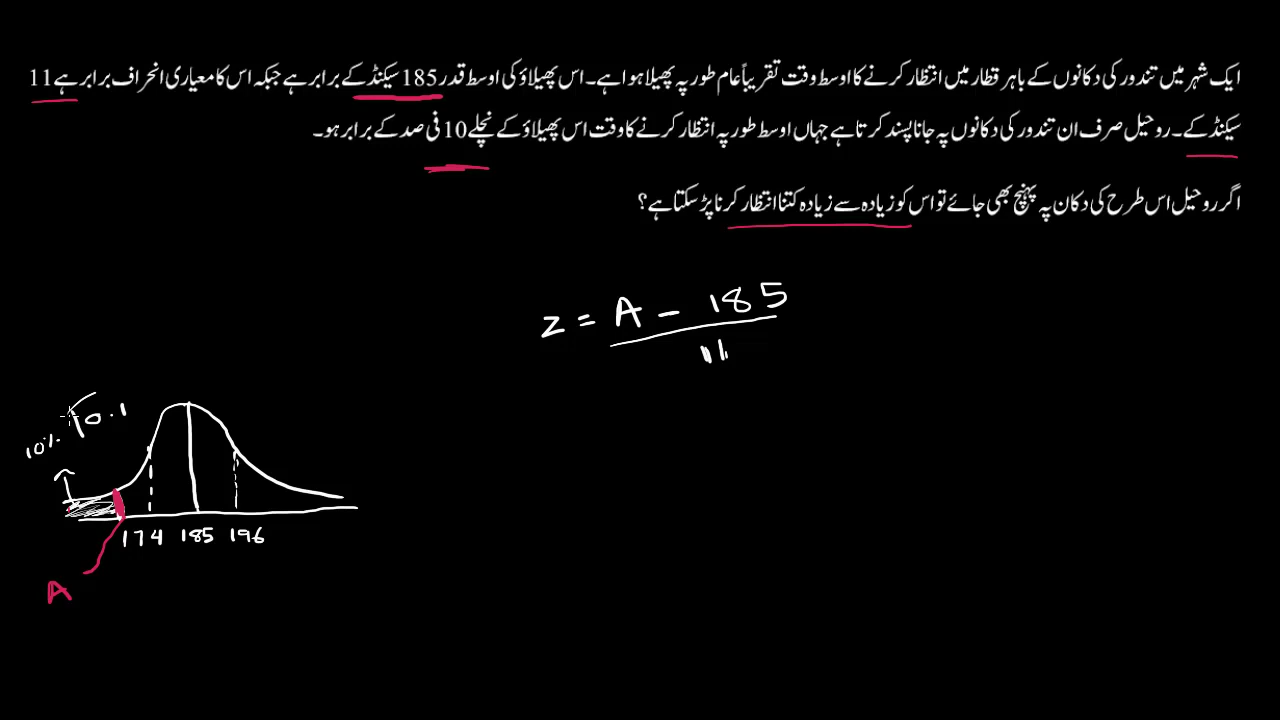 ایک شہر میں تندور کی دکانوں کے باہر قطار میں انتظار کرنے کا اوسط وقت تقریباً عام طور پہ پھیلا ہوا ہے۔ اس پھیلاؤ کی اوسط قدر 185 سیکنڈ کے برابر ہے جبکہ اس کا معیاری انحراف برابر ہے 11
سیکنڈ کے۔ روحیل صرف ان تندور کی دکانوں پہ جانا پسند کرتا ہے جہاں اوسط طور پہ انتظار کرنے کا وقت اس پھیلاؤ کے نچلے 10 فی صد کے برابر ہو۔
اگر روحیل اس طرح کی دکان پہ پہنچ بھی جائے تو اس کو زیادہ سے زیادہ کتنا انتظار کرنا پڑ سکتا ہے؟
z = A - 185
11
0.1
10%
174 185 196
A